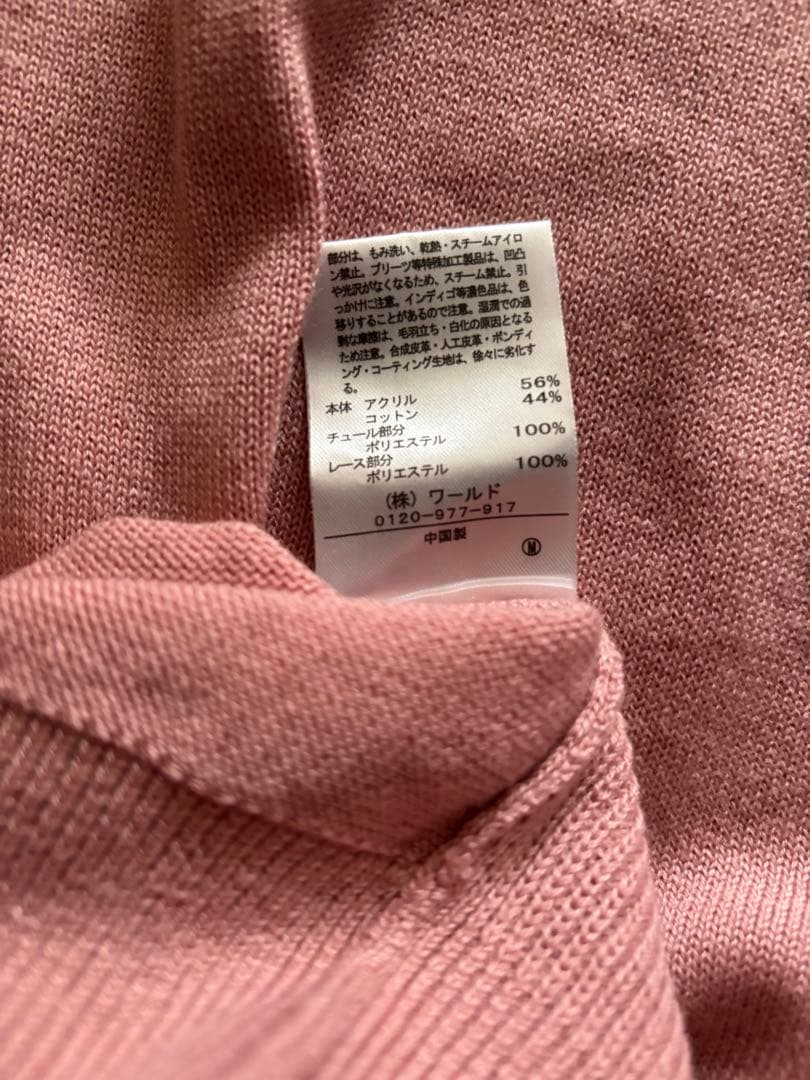 部分は、もみ洗い、乾熱・スチームアイロ
ン禁止。プリーツ等特殊加工製品は、凹凸
や光沢がなくなるため、スチーム禁止。引
っかけに注意。インディゴ等濃色品は、色
移りすることがあるので注意。湿潤での過
剰な摩擦は、毛羽立ち・白化の原因となる
ため注意。合成皮革・人工皮革・ボンディ
ング・コーティング生地は、徐々に劣化す
る。
本体 アクリル 56%
コットン 44%
チュール部分
ポリエステル 100%
レース部分
ポリエステル 100%
(株) ワールド
0120-977-917
中国製
Ⓜ